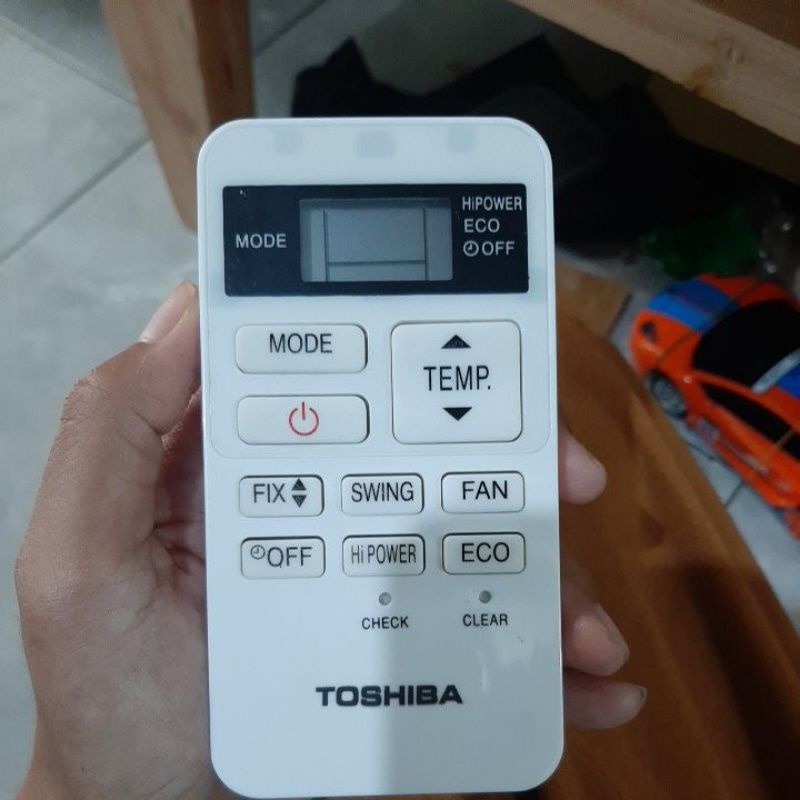 HiPOWER
ECO
OFF
MODE
MODE
TEMP.
FIX
SWING
FAN
OFF
Hi POWER
ECO
CHECK
CLEAR
TOSHIBA